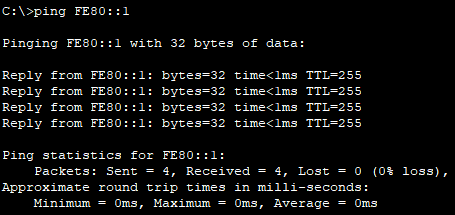 C:\>ping FE80::1
Pinging FE80::1 with 32 bytes of data:
Reply from FE80::1: bytes=32 time<1ms TTL=255
Reply from FE80::1: bytes=32 time<1ms TTL=255
Reply from FE80::1: bytes=32 time<1ms TTL=255
Reply from FE80::1: bytes=32 time<1ms TTL=255
Ping statistics for FE80::1:
Packets: Sent = 4, Received = 4, Lost = 0 (0% loss),
Approximate round trip times in milli-seconds:
Minimum = 0ms, Maximum = 0ms, Average = 0ms